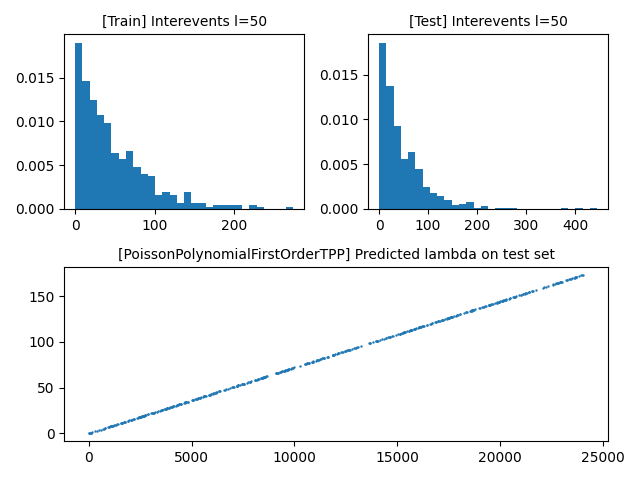 [Train] Interevents l=50
[Test] Interevents l=50
0.015
0.010
0.005
0.000
0 100 200
0.015
0.010
0.005
0.000
0 100 200 300 400
[PoissonPolynomialFirstOrderTPP] Predicted lambda on test set
150
100
50
0
0 5000 10000 15000 20000 25000